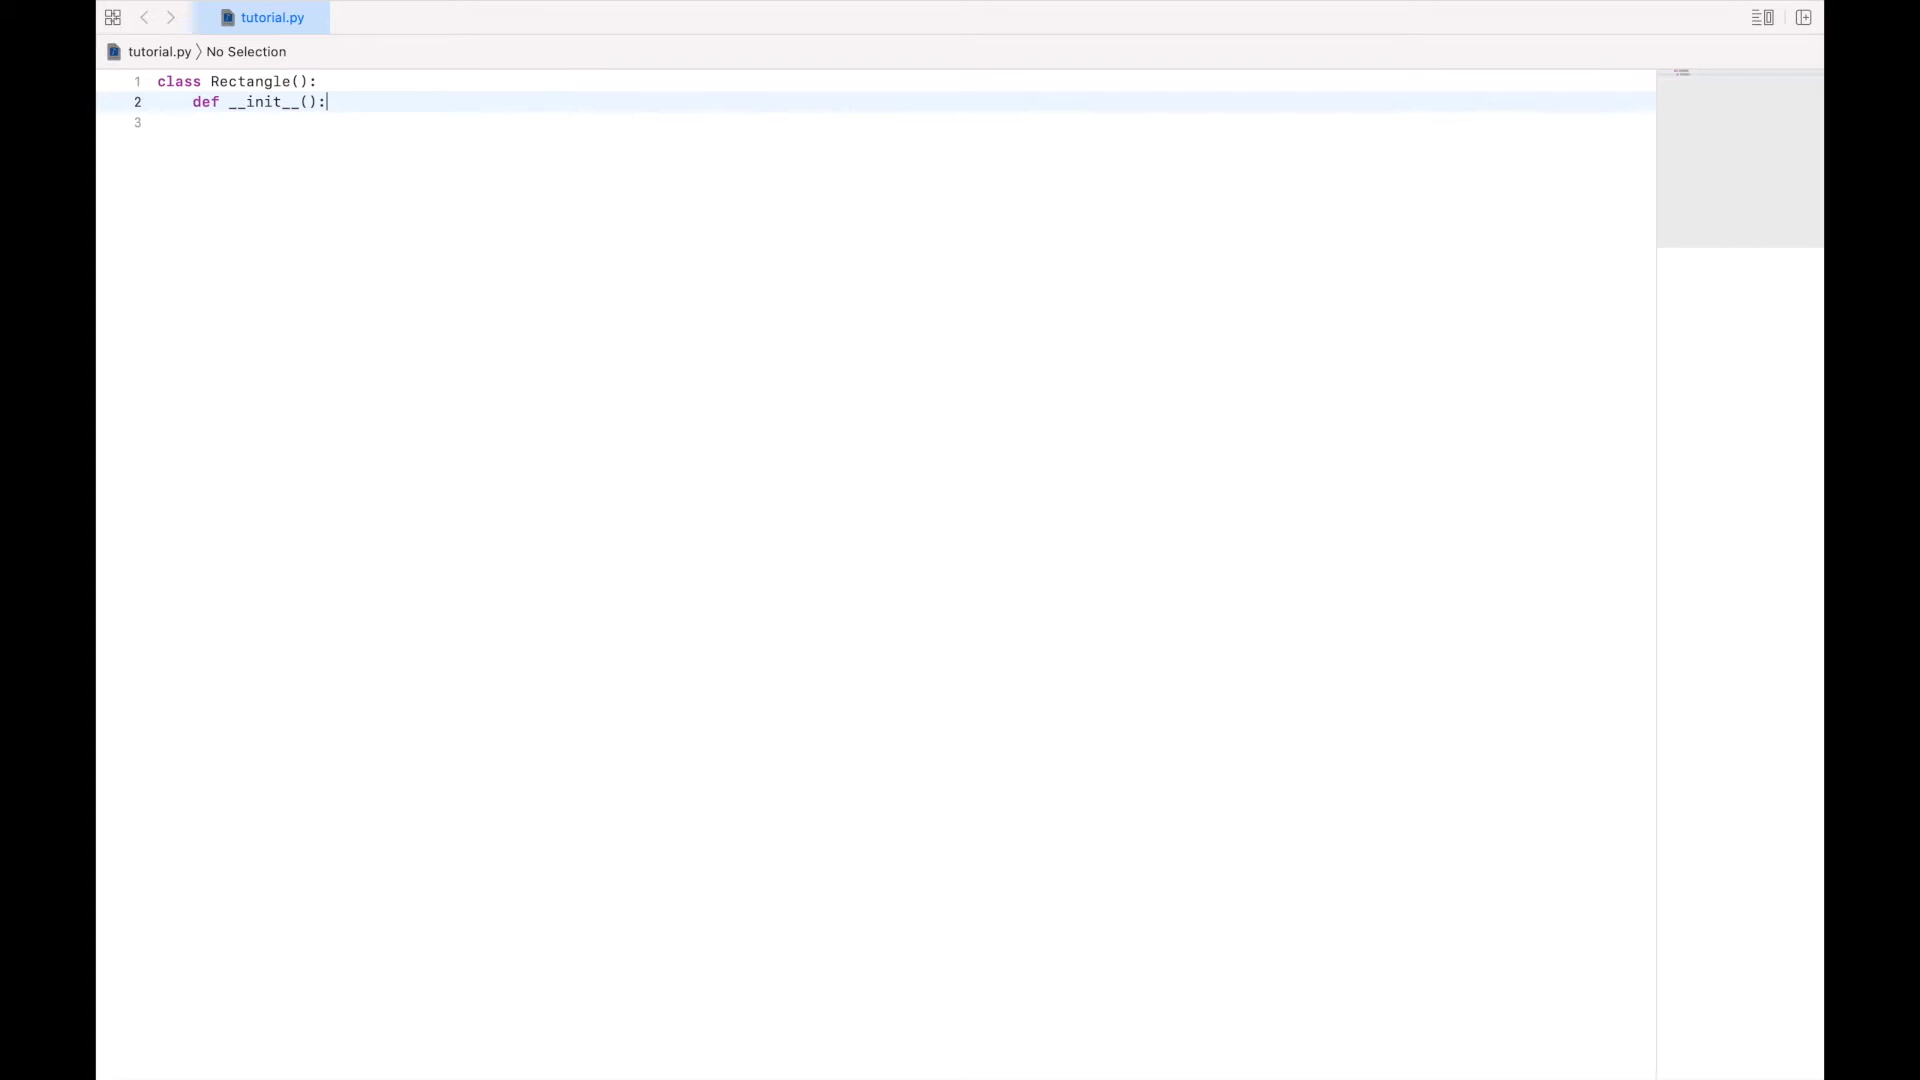 tutorial.py
tutorial.py 〉 No Selection
1 class Rectangle():
2     def __init__():
3